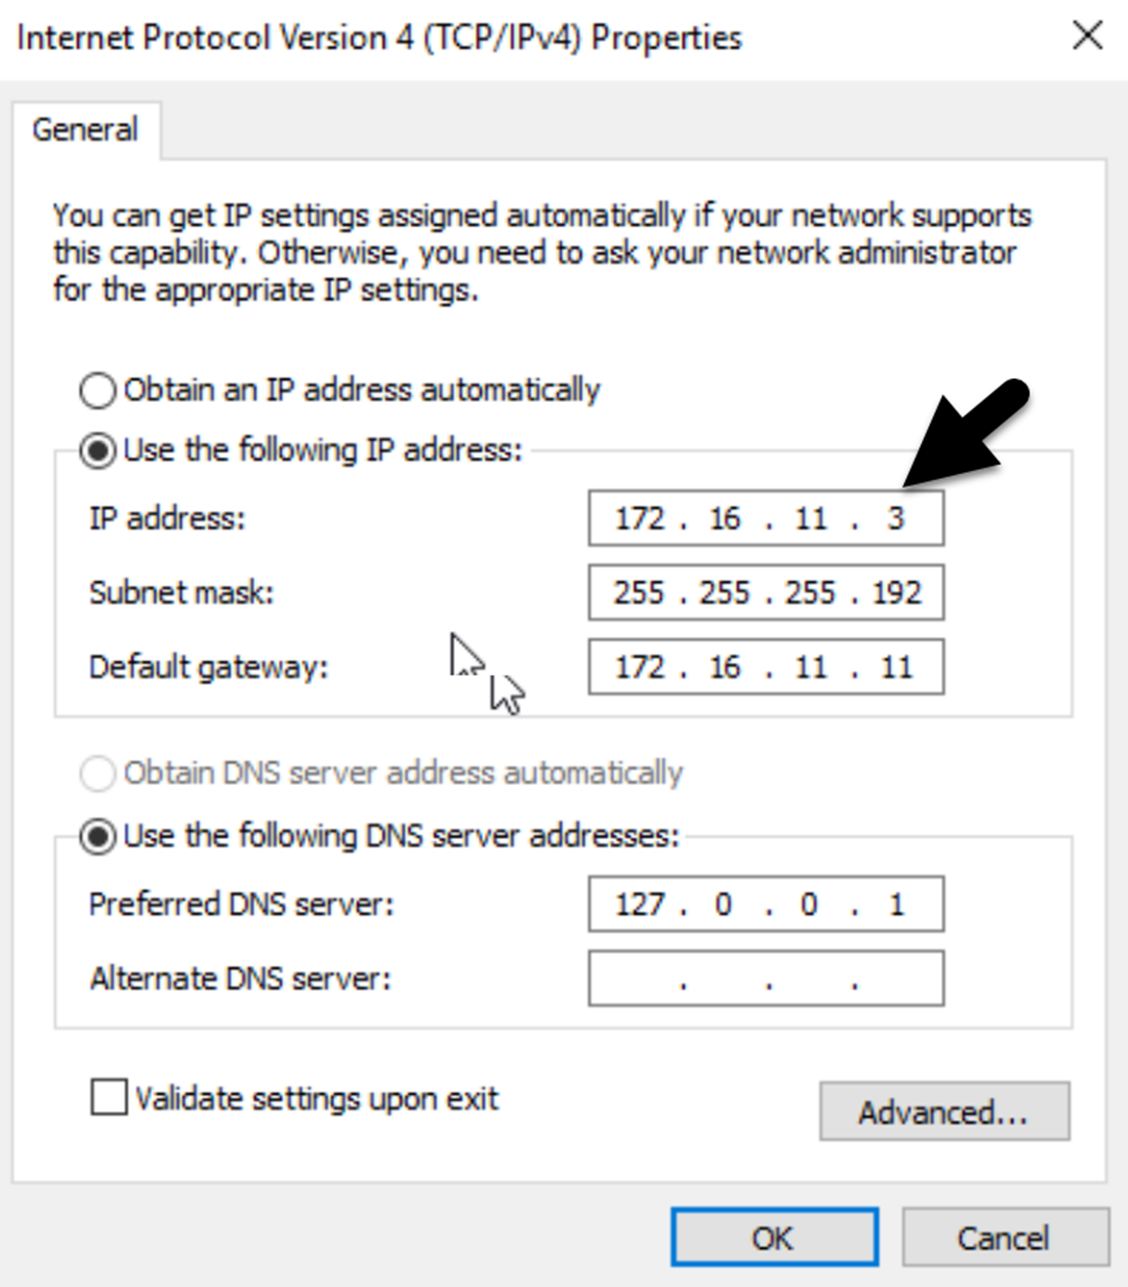 Internet Protocol Version 4 (TCP/IPv4) Properties
General
You can get IP settings assigned automatically if your network supports
this capability. Otherwise, you need to ask your network administrator
for the appropriate IP settings.
Obtain an IP address automatically
Use the following IP address:
IP address: 172 . 16 . 11 . 3
Subnet mask: 255 . 255 . 255 . 192
Default gateway: 172 . 16 . 11 . 11
Obtain DNS server address automatically
Use the following DNS server addresses:
Preferred DNS server: 127 . 0 . 0 . 1
Alternate DNS server: . . .
Validate settings upon exit
Advanced...
OK Cancel